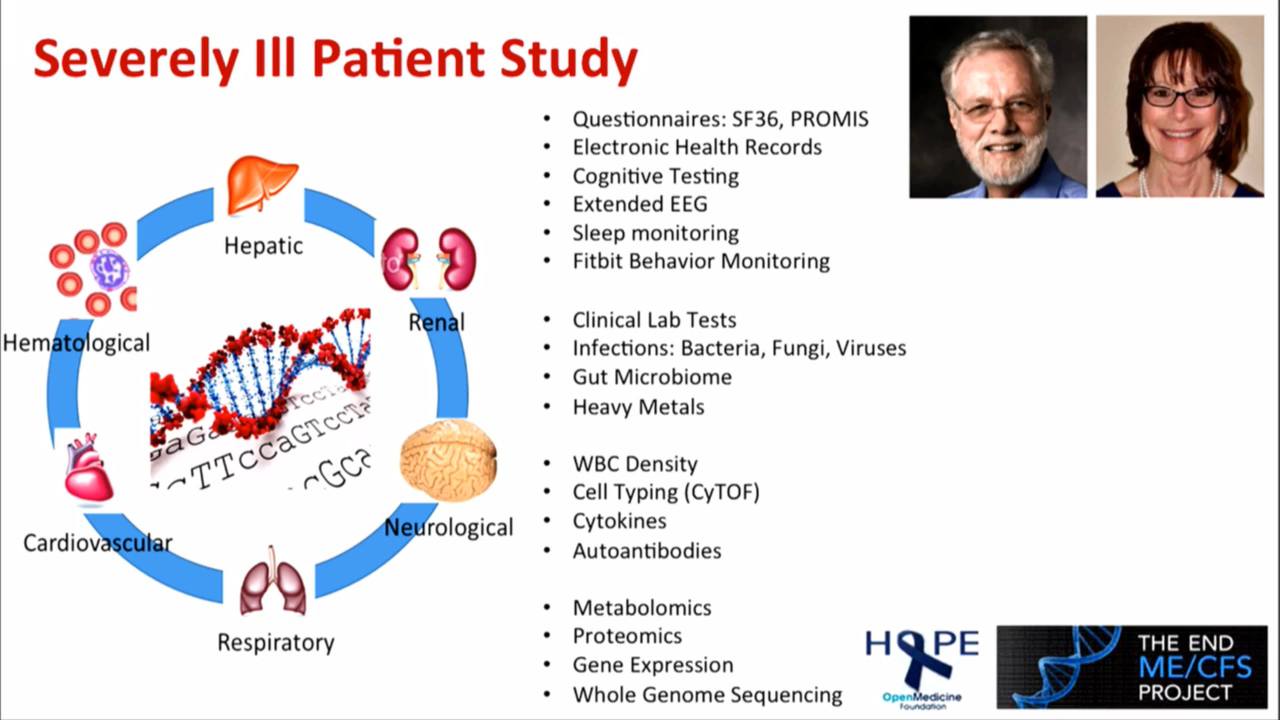 Severely Ill Patient Study
Hepatic
Renal
Hematological
Neurological
Cardiovascular
Respiratory
• Questionnaires: SF36, PROMIS
• Electronic Health Records
• Cognitive Testing
• Extended EEG
• Sleep monitoring
• Fitbit Behavior Monitoring
• Clinical Lab Tests
• Infections: Bacteria, Fungi, Viruses
• Gut Microbiome
• Heavy Metals
• WBC Density
• Cell Typing (CyTOF)
• Cytokines
• Autoantibodies
• Metabolomics
• Proteomics
• Gene Expression
• Whole Genome Sequencing
HOPE
OpenMedicine
Foundation
THE END
ME/CFS
PROJECT